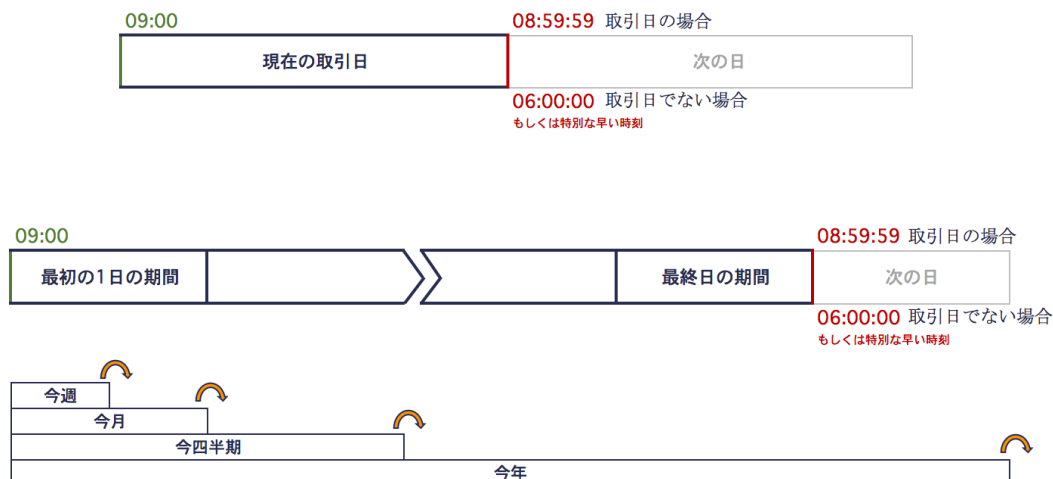 09:00
08:59:59 取引日の場合
現在の取引日
次の日
06:00:00 取引日でない場合
もしくは特別な早い時刻
09:00
08:59:59 取引日の場合
最初の1日の期間
最終日の期間
次の日
06:00:00 取引日でない場合
もしくは特別な早い時刻
今週
今月
今四半期
今年